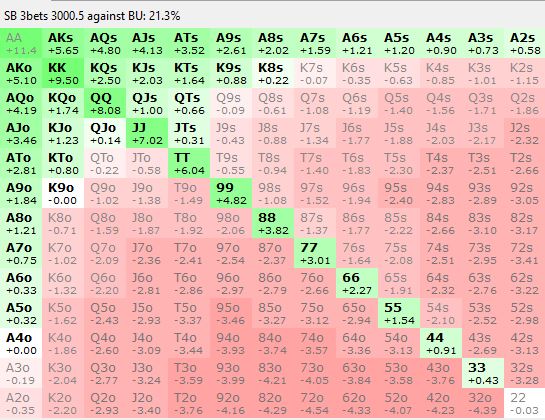 SB 3bets 3000.5 against BU: 21.3%
AA AKs AQs AJs ATs A9s A8s A7s A6s A5s A4s A3s A2s
+11.4 +5.65 +4.80 +4.13 +3.52 +2.61 +2.02 +1.59 +1.21 +1.20 +0.90 +0.73 +0.58
AKo KK KQs KJs KTs K9s K8s K7s K6s K5s K4s K3s K2s
+5.10 +9.50 +2.50 +2.03 +1.64 +0.88 +0.22 -0.07 -0.35 -0.63 -0.85 -1.01 -1.15
AQo KQo QQ QJs QTs Q9s Q8s Q7s Q6s Q5s Q4s Q3s Q2s
+4.19 +1.74 +8.08 +1.00 +0.66 -0.09 -0.61 -1.08 -1.19 -1.40 -1.56 -1.71 -1.86
AJo KJo QJo JJ JTs J9s J8s J7s J6s J5s J4s J3s J2s
+3.46 +1.23 +0.14 +7.02 +0.31 -0.43 -0.88 -1.34 -1.77 -1.88 -2.03 -2.17 -2.32
ATo KTo QTo JTo TT T9s T8s T7s T6s T5s T4s T3s T2s
+2.81 +0.80 -0.22 -0.58 +6.04 -0.55 -0.94 -1.40 -1.83 -2.30 -2.37 -2.51 -2.66
A9o K9o Q9o J9o T9o 99 98s 97s 96s 95s 94s 93s 92s
+1.84 -0.00 -1.02 -1.38 -1.49 +4.82 -1.08 -1.52 -1.94 -2.40 -2.83 -2.89 -3.05
A8o K8o Q8o J8o T8o 98o 88 87s 86s 85s 84s 83s 82s
+1.21 -0.71 -1.59 -1.87 -1.92 -2.06 +3.82 -1.37 -1.77 -2.22 -2.66 -3.10 -3.17
A7o K7o Q7o J7o T7o 97o 87o 77 76s 75s 74s 73s 72s
+0.75 -1.02 -2.09 -2.36 -2.41 -2.54 -2.37 +3.01 -1.64 -2.08 -2.51 -2.95 -3.41
A6o K6o Q6o J6o T6o 96o 86o 76o 66 65s 64s 63s 62s
+0.33 -1.32 -2.20 -2.81 -2.86 -2.97 -2.79 -2.66 +2.27 -1.91 -2.32 -2.76 -3.22
A5o K5o Q5o J5o T5o 95o 85o 75o 65o 55 54s 53s 52s
+0.32 -1.62 -2.43 -2.93 -3.37 -3.46 -3.27 -3.12 -2.94 +1.54 -2.10 -2.52 -2.98
A4o K4o Q4o J4o T4o 94o 84o 74o 64o 54o 44 43s 42s
+0.00 -1.86 -2.60 -3.09 -3.44 -3.93 -3.74 -3.57 -3.36 -3.13 +0.91 -2.69 -3.13
A3o K3o Q3o J3o T3o 93o 83o 73o 63o 53o 43o 33 32s
-0.19 -2.04 -2.77 -3.24 -3.59 -3.99 -4.21 -4.05 -3.84 -3.58 -3.76 +0.43 -3.28
A2o K2o Q2o J2o T2o 92o 82o 72o 62o 52o 42o 32o 22
-0.35 -2.20 -2.93 -3.40 -3.76 -4.16 -4.29 -4.54 -4.33 -4.07 -4.23 -4.39 -0.03